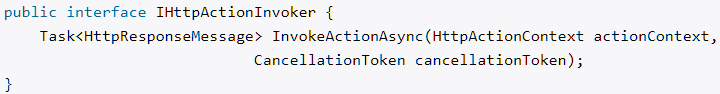 public interface IHttpActionInvoker {
    Task<HttpResponseMessage> InvokeActionAsync(HttpActionContext actionContext,
                              CancellationToken cancellationToken);
}